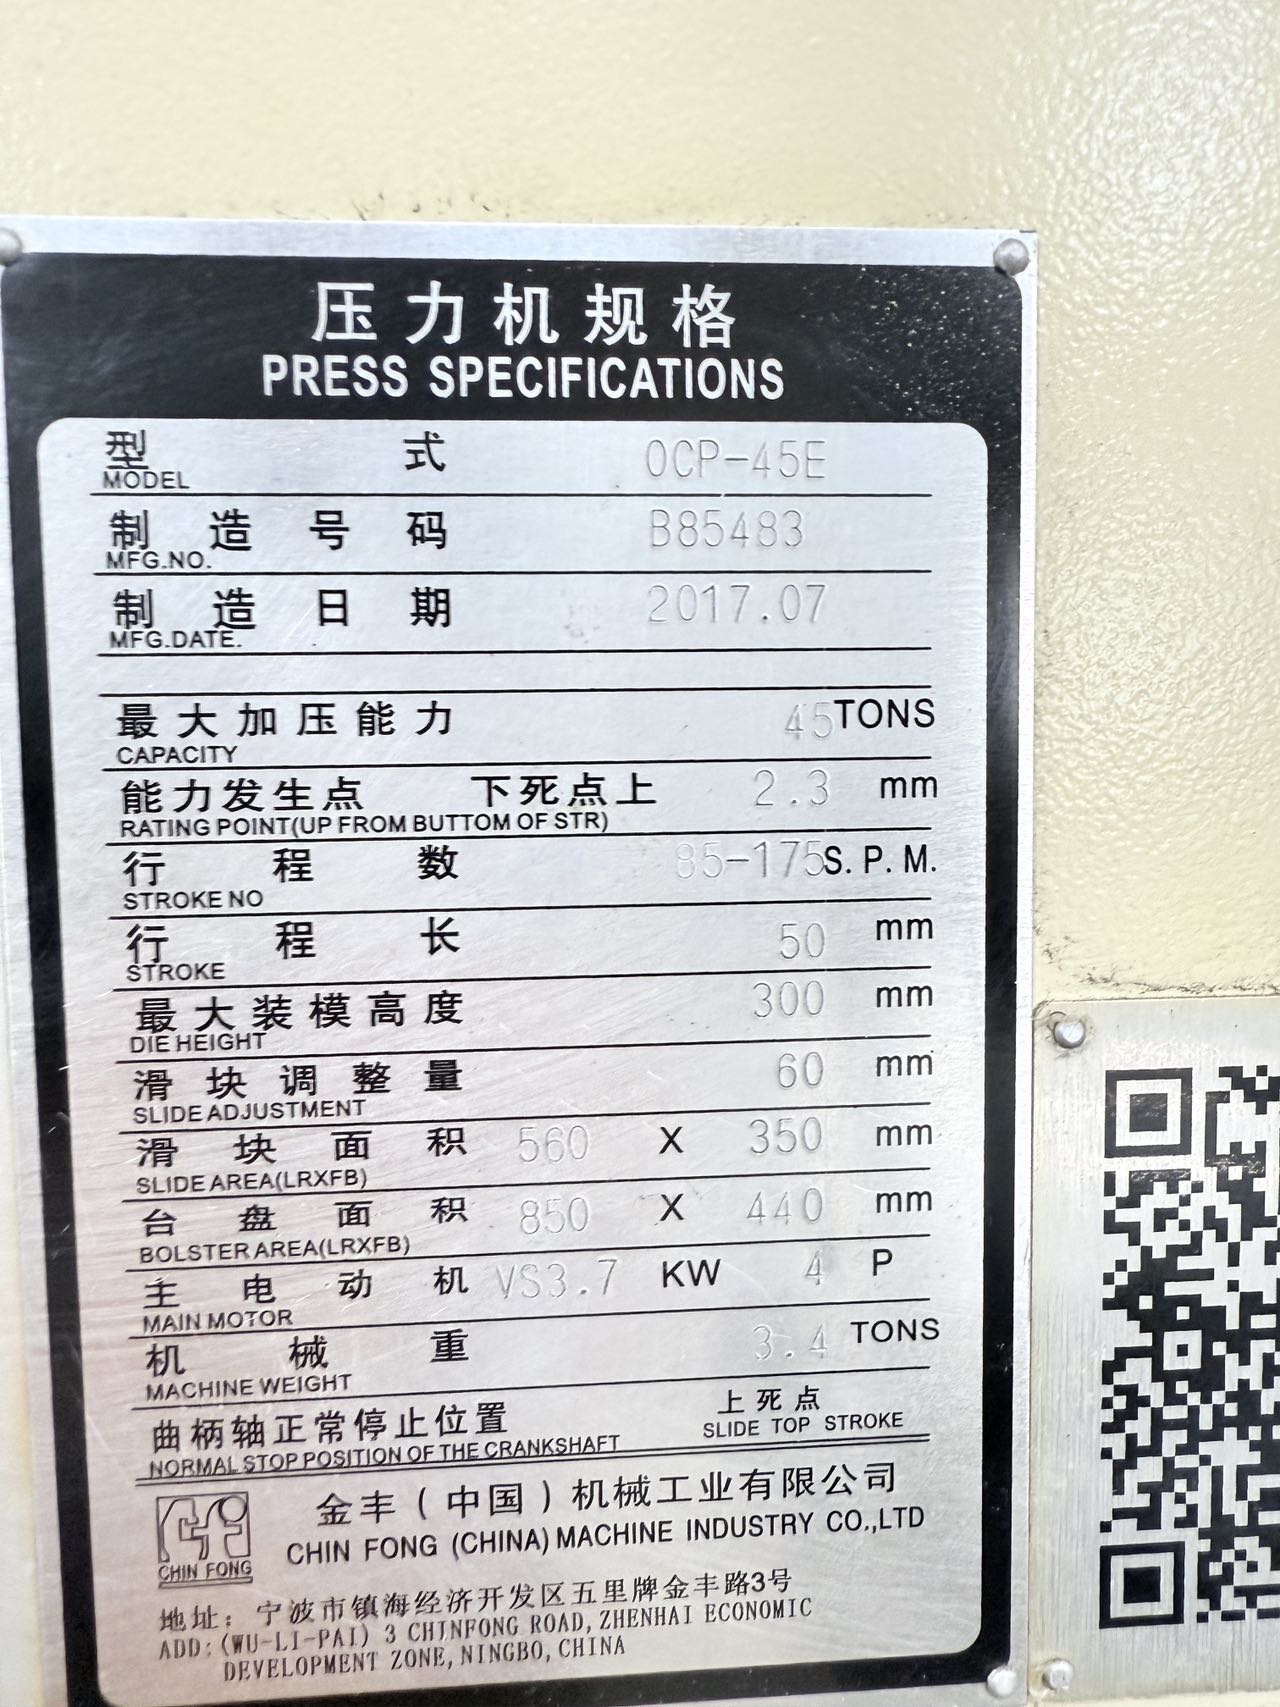 压力机规格
PRESS SPECIFICATIONS
型式 OCP-45E
MODEL
制造号码 B85483
MFG.NO.
制造日期 2017.07
MFG.DATE.
最大加压能力 45 TONS
CAPACITY
能力发生点 下死点上 2.3 mm
RATING POINT(UP FROM BUTTOM OF STR)
行程数 85-175 S.P.M.
STROKE NO
行程长 50 mm
STROKE
最大装模高度 300 mm
DIE HEIGHT
滑块调整量 60 mm
SLIDE ADJUSTMENT
滑块面积 560 X 350 mm
SLIDE AREA(LRXFB)
台盘面积 850 X 440 mm
BOLSTER AREA(LRXFB)
主电动机 VS3.7 KW 4 P
MAIN MOTOR
机械重 3.4 TONS
MACHINE WEIGHT
曲柄轴正常停止位置 上死点
NORMAL STOP POSITION OF THE CRANKSHAFT SLIDE TOP STROKE
金丰(中国)机械工业有限公司
CHIN FONG (CHINA) MACHINE INDUSTRY CO.,LTD
CHIN FONG
地址: 宁波市镇海经济开发区五里牌金丰路3号
ADD: (WU-LI-PAI) 3 CHINFONG ROAD, ZHENHAI ECONOMIC
DEVELOPMENT ZONE, NINGBO, CHINA